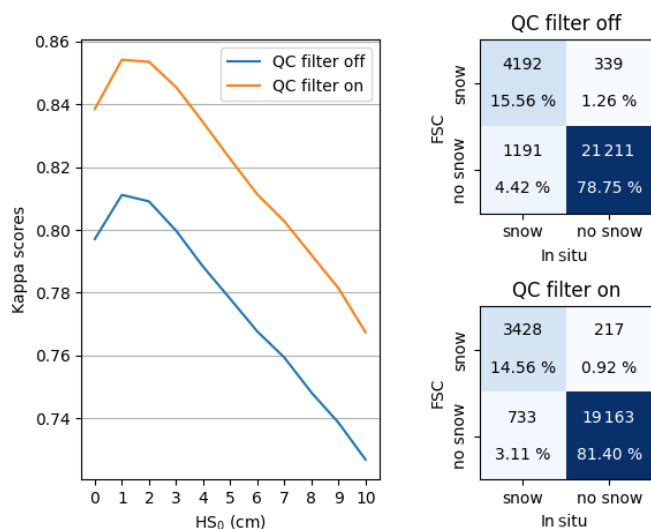 Kappa scores
0.86
0.84
0.82
0.80
0.78
0.76
0.74
0 1 2 3 4 5 6 7 8 9 10
HS₀ (cm)
QC filter off
QC filter on
QC filter off
FSC
snow
no snow
4192 339
15.56 % 1.26 %
1191 21 211
4.42 % 78.75 %
snow no snow
In situ
QC filter on
FSC
snow
no snow
3428 217
14.56 % 0.92 %
733 19 163
3.11 % 81.40 %
snow no snow
In situ